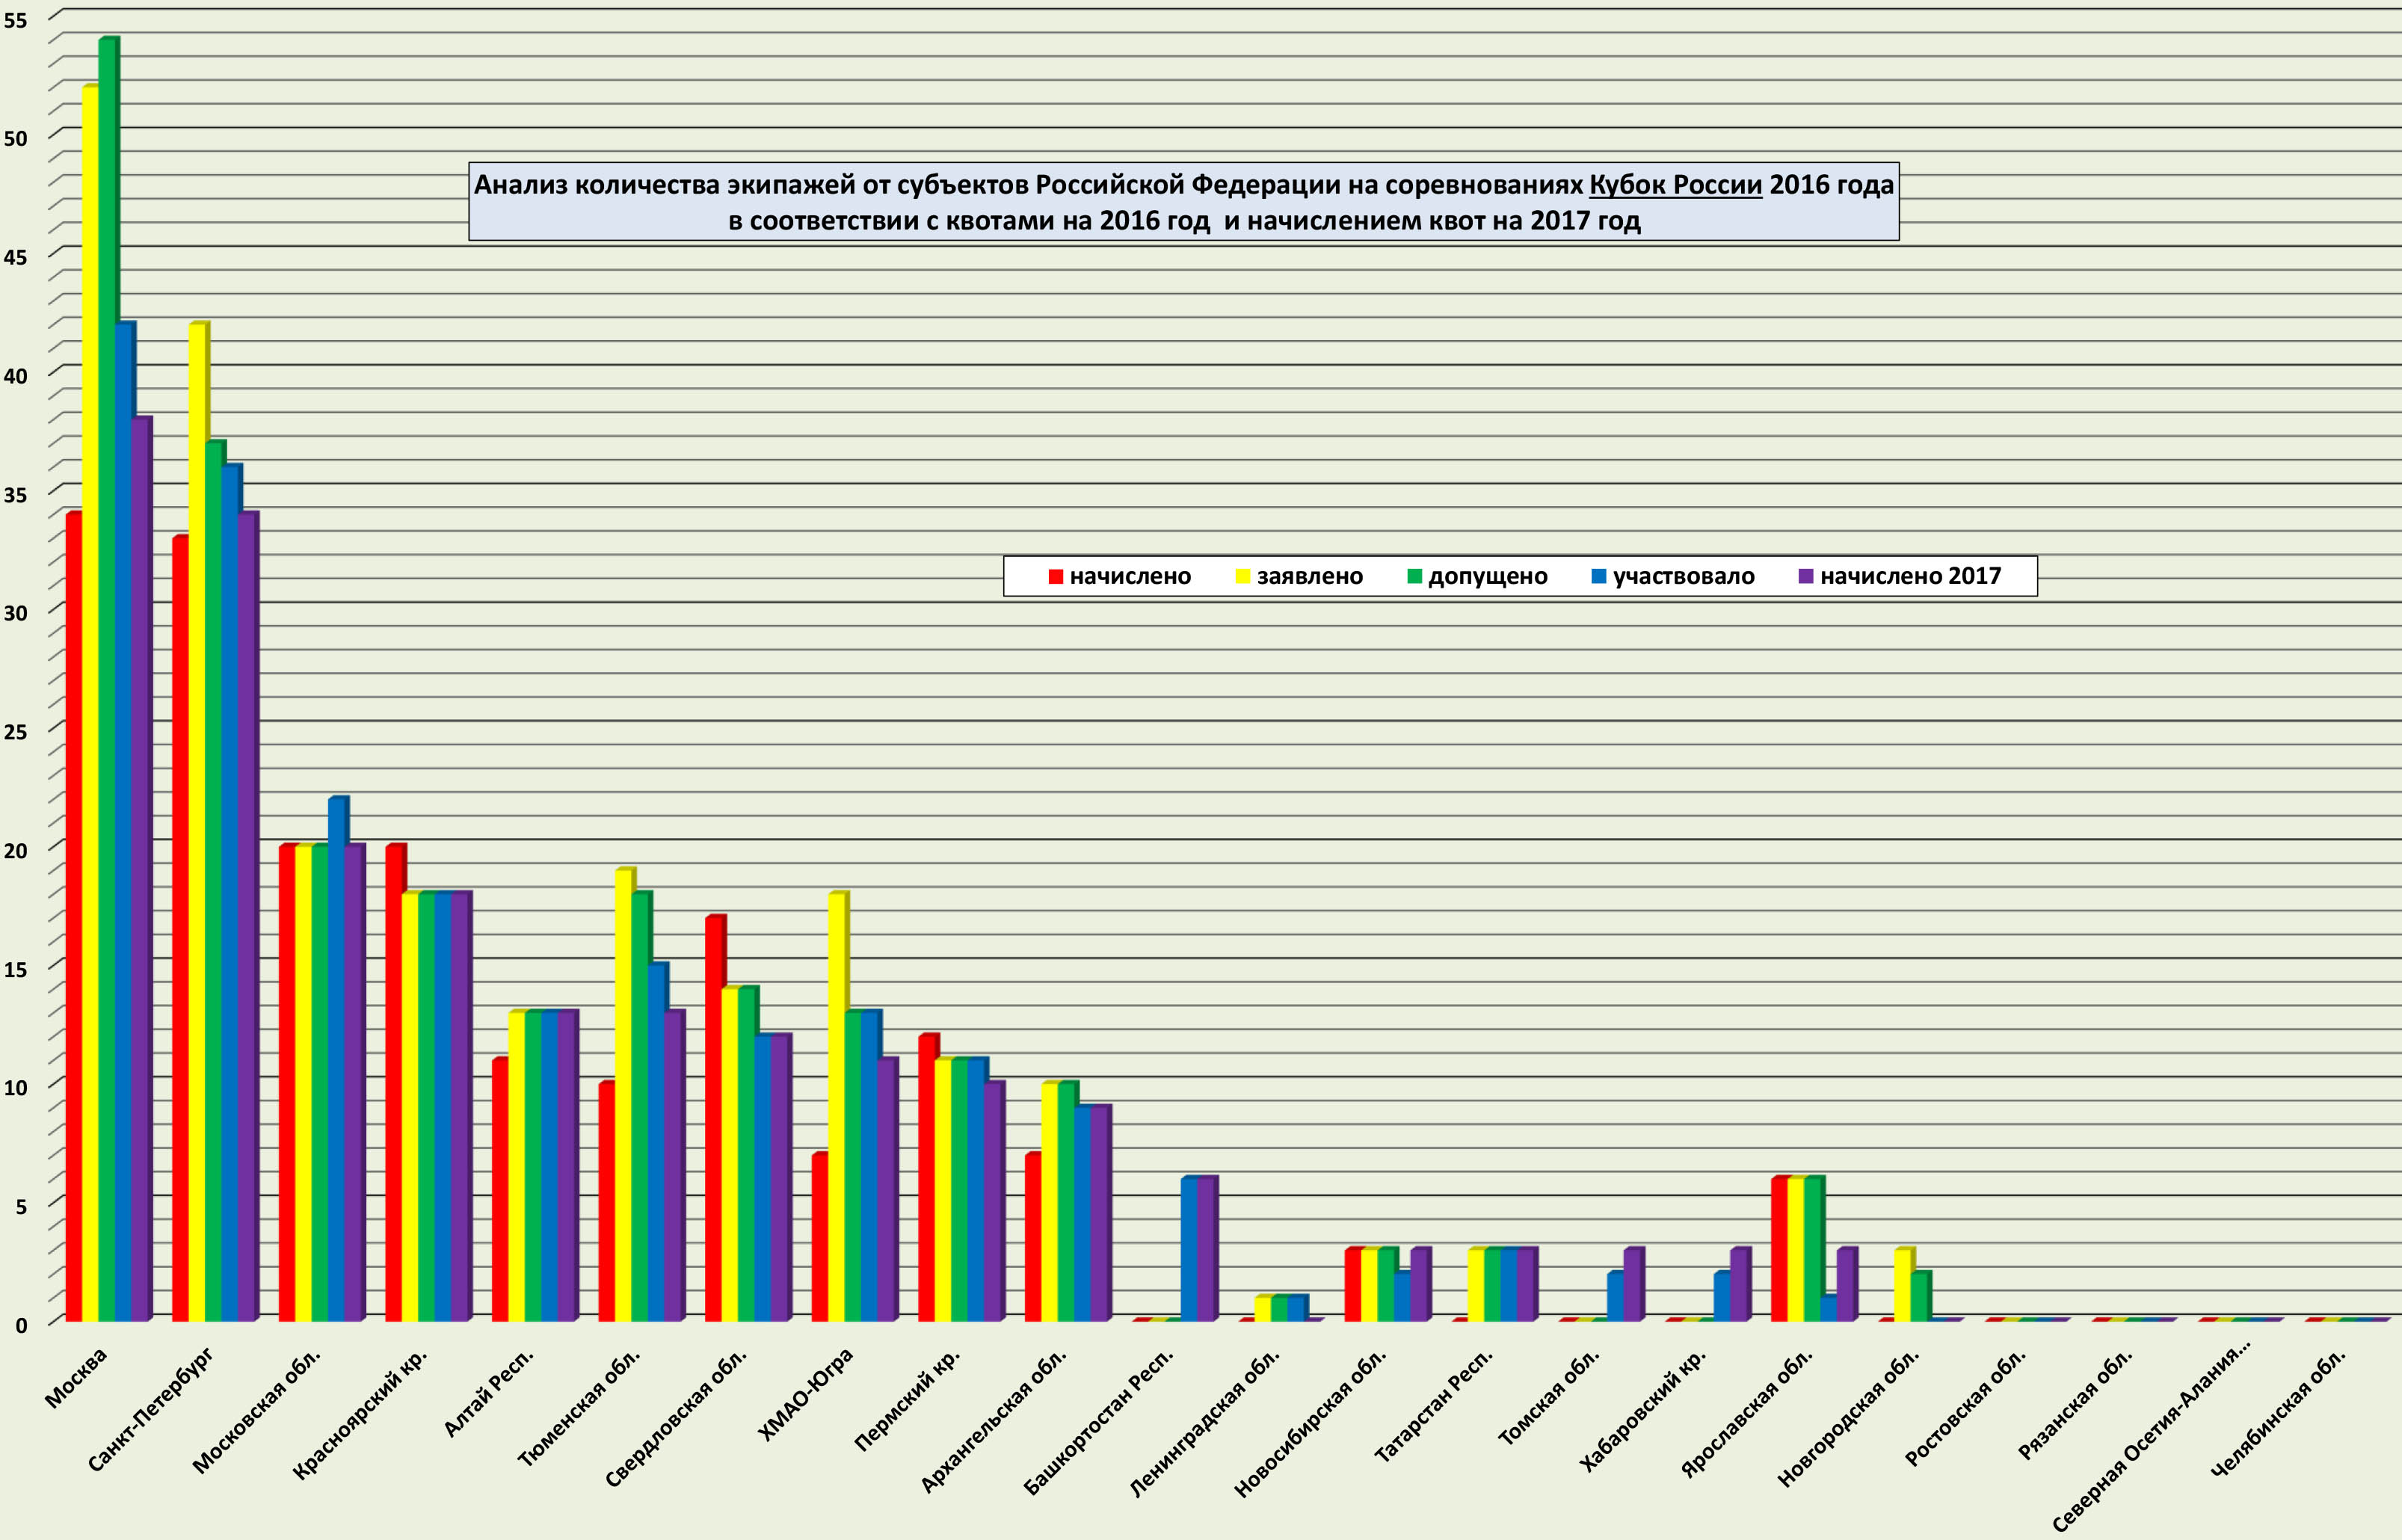 55
50
45
40
35
30
25
20
15
10
5
0
Анализ количества экипажей от субъектов Российской Федерации на соревнованиях Кубок России 2016 года
в соответствии с квотами на 2016 год и начислением квот на 2017 год
начислено заявлено допущено участвовало начислено 2017
Москва
Санкт-Петербург
Московская обл.
Красноярский кр.
Алтай Респ.
Тюменская обл.
Свердловская обл.
ХМАО-Югра
Пермский кр.
Архангельская обл.
Башкортостан Респ.
Ленинградская обл.
Новосибирская обл.
Татарстан Респ.
Томская обл.
Хабаровский кр.
Ярославская обл.
Новгородская обл.
Ростовская обл.
Рязанская обл.
Северная Осетия-Алания...
Челябинская обл.